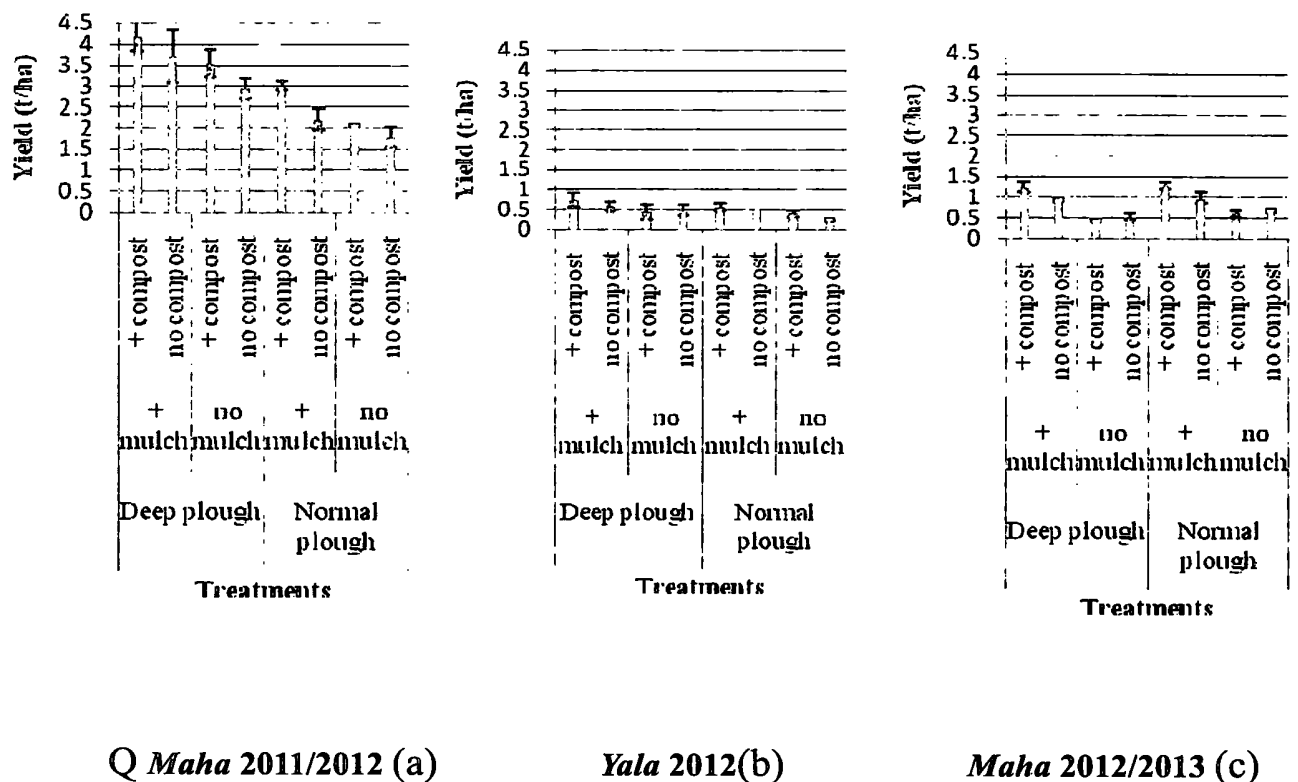 Yield (t/ha)
4.5
4
3.5
3
2.5
2
1.5
1
0.5
0
+ compost
no compost
+ compost
no compost
+ compost
no compost
+ compost
no compost
+ mulch
no mulch
+ mulch
no mulch
Deep plough
Normal plough
Treatments
Q Maha 2011/2012 (a)
Yield (t/ha)
4.5
4
3.5
3
2.5
2
1.5
1
0.5
0
+ compost
no compost
+ compost
no compost
+ compost
no compost
+ compost
no compost
+ mulch
no mulch
+ mulch
no mulch
Deep plough
Normal plough
Yala 2012(b)
Yield (t/ha)
4.5
4
3.5
3
2.5
2
1.5
1
0.5
0
+ compost
no compost
+ compost
no compost
+ compost
no compost
+ compost
no compost
+ mulch
no mulch
+ mulch
no mulch
Deep plough
Normal plough
Treatments
Maha 2012/2013 (c)